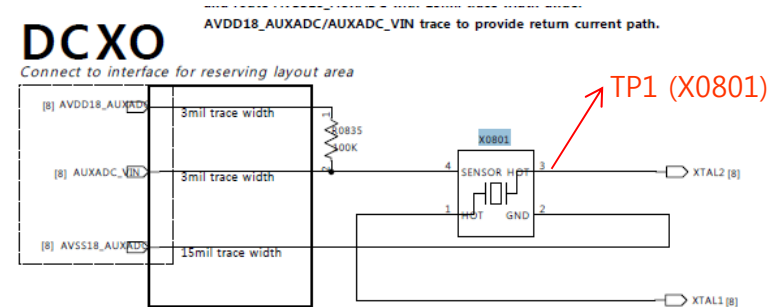 AVDD18_AUXADC/AUXADC_VIN trace to provide return current path.
DCXO
Connect to interface for reserving layout area
TP1 (X0801)
[8] AVDD18_AUXADC
3mil trace width
1
R0835
100K
2
X0801
[8] AUXADC_VIN
3mil trace width
4
SENSOR HOT
3
XTAL2 [8]
1
HOT
GND
2
[8] AVSS18_AUXADC
15mil trace width
XTAL1 [8]